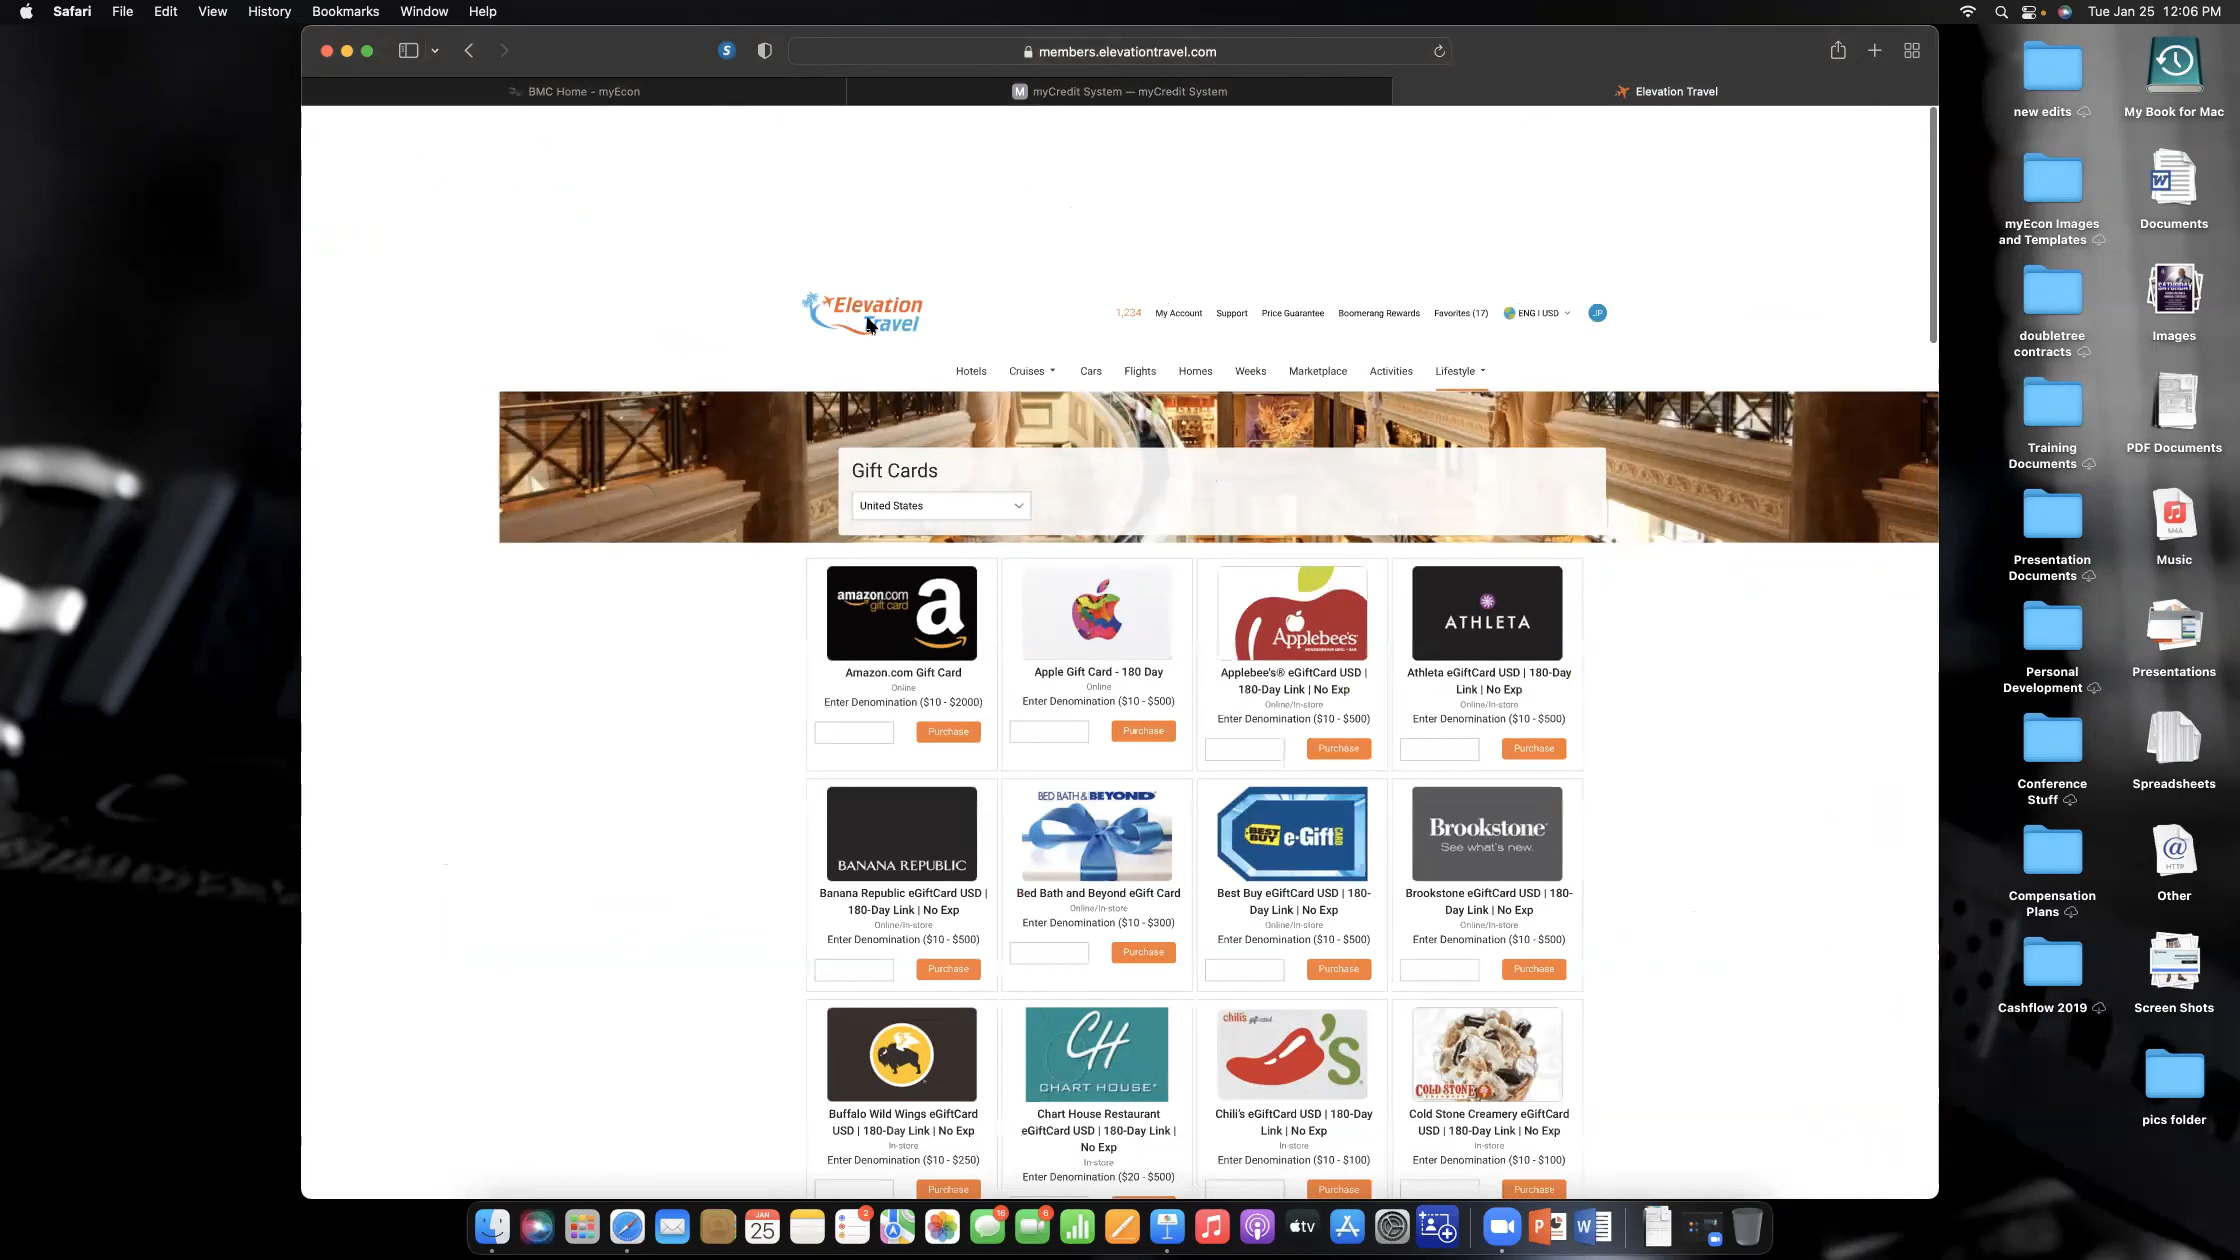 Safari File Edit View History Bookmarks Window Help
Tue Jan 25 12:06 PM
members.elevationtravel.com
BMC Home - myEcon
M myCredit System — myCredit System
Elevation Travel
Elevation
Travel
1,234 My Account Support Price Guarantee Boomerang Rewards Favorites (17) ENG I USD JP
Hotels Cruises Cars Flights Homes Weeks Marketplace Activities Lifestyle
Gift Cards
United States
amazon.com
gift card
Amazon.com Gift Card
Online
Enter Denomination ($10 - $2000)
Purchase
Apple Gift Card - 180 Day
Online
Enter Denomination ($10 - $500)
Purchase
Applebee's
Applebee's® eGiftCard USD |
180-Day Link | No Exp
Online/In-store
Enter Denomination ($10 - $500)
Purchase
ATHLETA
Athleta eGiftCard USD | 180-Day
Link | No Exp
Online/In-store
Enter Denomination ($10 - $500)
Purchase
BANANA REPUBLIC
Banana Republic eGiftCard USD |
180-Day Link | No Exp
Online/In-store
Enter Denomination ($10 - $500)
Purchase
BED BATH & BEYOND
Bed Bath and Beyond eGift Card
Online/In-store
Enter Denomination ($10 - $300)
Purchase
BEST BUY e-Gift CARD
Best Buy eGiftCard USD | 180-
Day Link | No Exp
Online/In-store
Enter Denomination ($10 - $500)
Purchase
Brookstone
See what's new.
Brookstone eGiftCard USD | 180-
Day Link | No Exp
Online/In-store
Enter Denomination ($10 - $500)
Purchase
Buffalo Wild Wings eGiftCard
USD | 180-Day Link | No Exp
In-store
Enter Denomination ($10 - $250)
Purchase
CH
CHART HOUSE
Chart House Restaurant
eGiftCard USD | 180-Day Link |
No Exp
In-store
Enter Denomination ($20 - $500)
chili's gift card
Chili's eGiftCard USD | 180-Day
Link | No Exp
In-store
Enter Denomination ($10 - $100)
Purchase
COLD STONE
Cold Stone Creamery eGiftCard
USD | 180-Day Link | No Exp
In-store
Enter Denomination ($10 - $100)
Purchase
new edits
My Book for Mac
myEcon Images
and Templates
Documents
doubletree
contracts
SATURDAY
Images
Training
Documents
PDF Documents
Presentation
Documents
M4A
Music
Personal
Development
Presentations
Conference
Stuff
Spreadsheets
Compensation
Plans
HTTP
Other
Cashflow 2019
Screen Shots
pics folder
JAN
25
2
16
6
tv